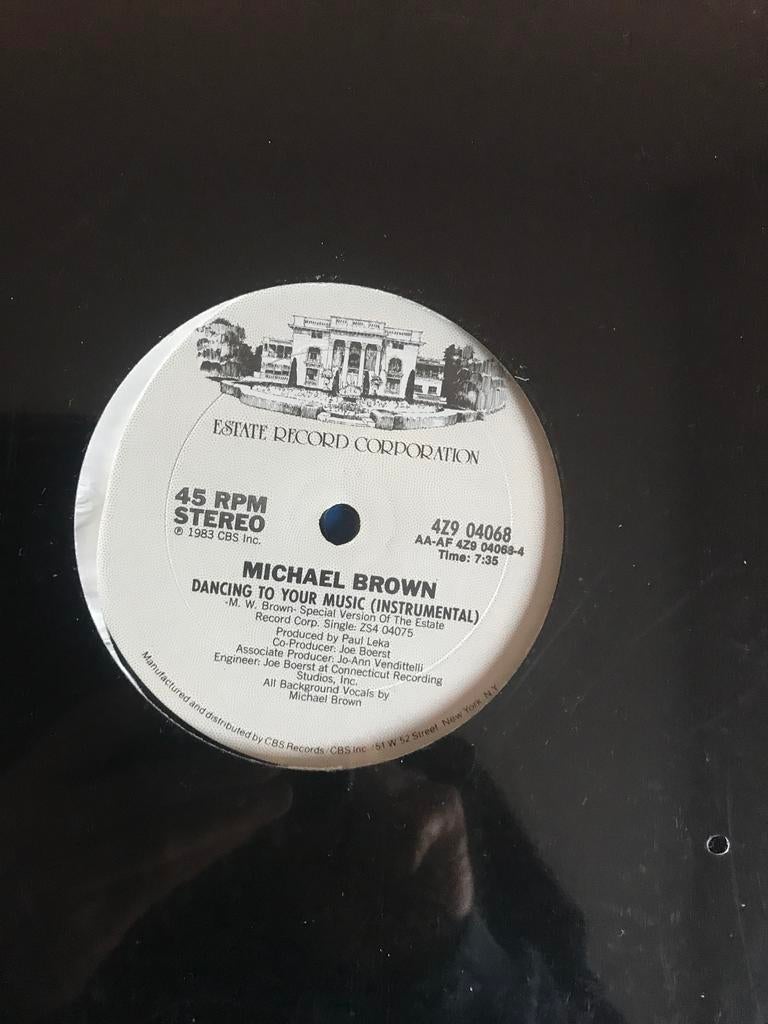 ESTATE RECORD CORPORATION
45 RPM
STEREO
℗ 1983 CBS Inc.
4Z9 04068
AA-AF 4Z9 04068-4
Time: 7:35
MICHAEL BROWN
DANCING TO YOUR MUSIC (INSTRUMENTAL)
-M. W. Brown- Special Version Of The Estate
Record Corp. Single: ZS4 04075
Produced by Paul Leka
Co-Producer: Joe Boerst
Associate Producer: Jo-Ann Vendittelli
Engineer: Joe Boerst at Connecticut Recording
Studios, Inc.
All Background Vocals by
Michael Brown
Manufactured and distributed by CBS Records/CBS Inc./51 W 52 Street, New York, N.Y.